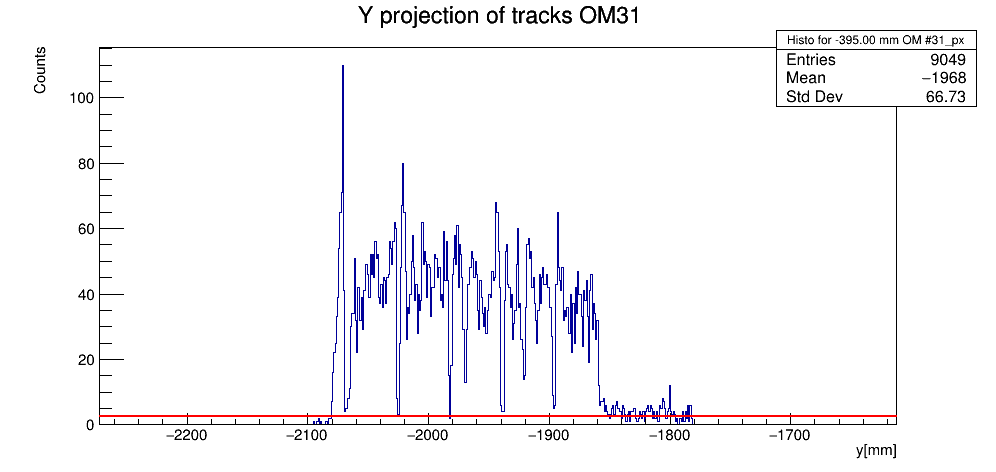 Y projection of tracks OM31
Histo for -395.00 mm OM #31_px
Entries 9049
Mean −1968
Std Dev 66.73
Counts
100
80
60
40
20
0
−2200 −2100 −2000 −1900 −1800 −1700
y[mm]